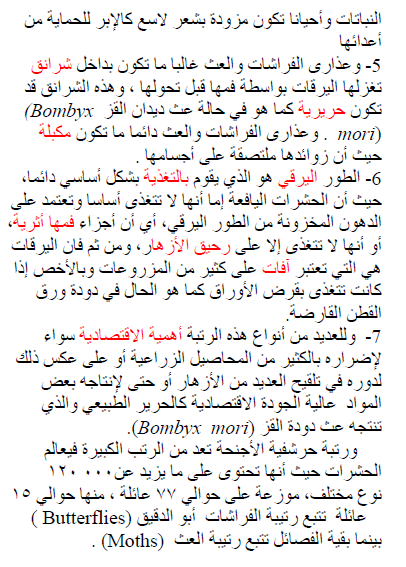 النباتات وأحيانا تكون مزودة بشعر لاسع كالإبر للحماية من
أعدائها
5- وعذارى الفراشات والعث غالبا ما تكون بداخل شرانق
تغزلها اليرقات بواسطة فمها قبل تحولها ، وهذه الشرانق قد
تكون حريرية كما هو في حالة عث ديدان القز (Bombyx
mori) . وعذارى الفراشات والعث دائما ما تكون مكبلة
حيث أن زوائدها ملتصقة على أجسامها .
6- الطور اليرقي هو الذي يقوم بالتغذية بشكل أساسي دائما،
حيث أن الحشرات اليافعة إما أنها لا تتغذى أساسا وتعتمد على
الدهون المخزونة من الطور اليرقي، أي أن أجزاء فمها أثرية،
أو أنها لا تتغذى إلا على رحيق الأزهار، ومن ثم فان اليرقات
هي التي تعتبر آفات على كثير من المزروعات وبالأخص إذا
كانت تتغذى بقرض الأوراق كما هو الحال في دودة ورق
القطن القارضة.
7- وللعديد من أنواع هذه الرتبة أهمية الاقتصادية سواء
لإضراره بالكثير من المحاصيل الزراعية أو على عكس ذلك
لدوره في تلقيح العديد من الأزهار أو حتى لإنتاجه بعض
المواد عالية الجودة الاقتصادية كالحرير الطبيعي والذي
تنتجه عث دودة القز (Bombyx mori).
ورتبة حرشفية الأجنحة تعد من الرتب الكبيرة فيعالم
الحشرات حيث أنها تحتوى على ما يزيد عن١٢٠٠٠٠
نوع مختلف، موزعة على حوالي ٧٧ عائلة ، منها حوالي ١٥
عائلة تتبع رتيبة الفراشات أبو الدقيق (Butterflies )
بينما بقية الفصائل تتبع رتيبة العث (Moths) .